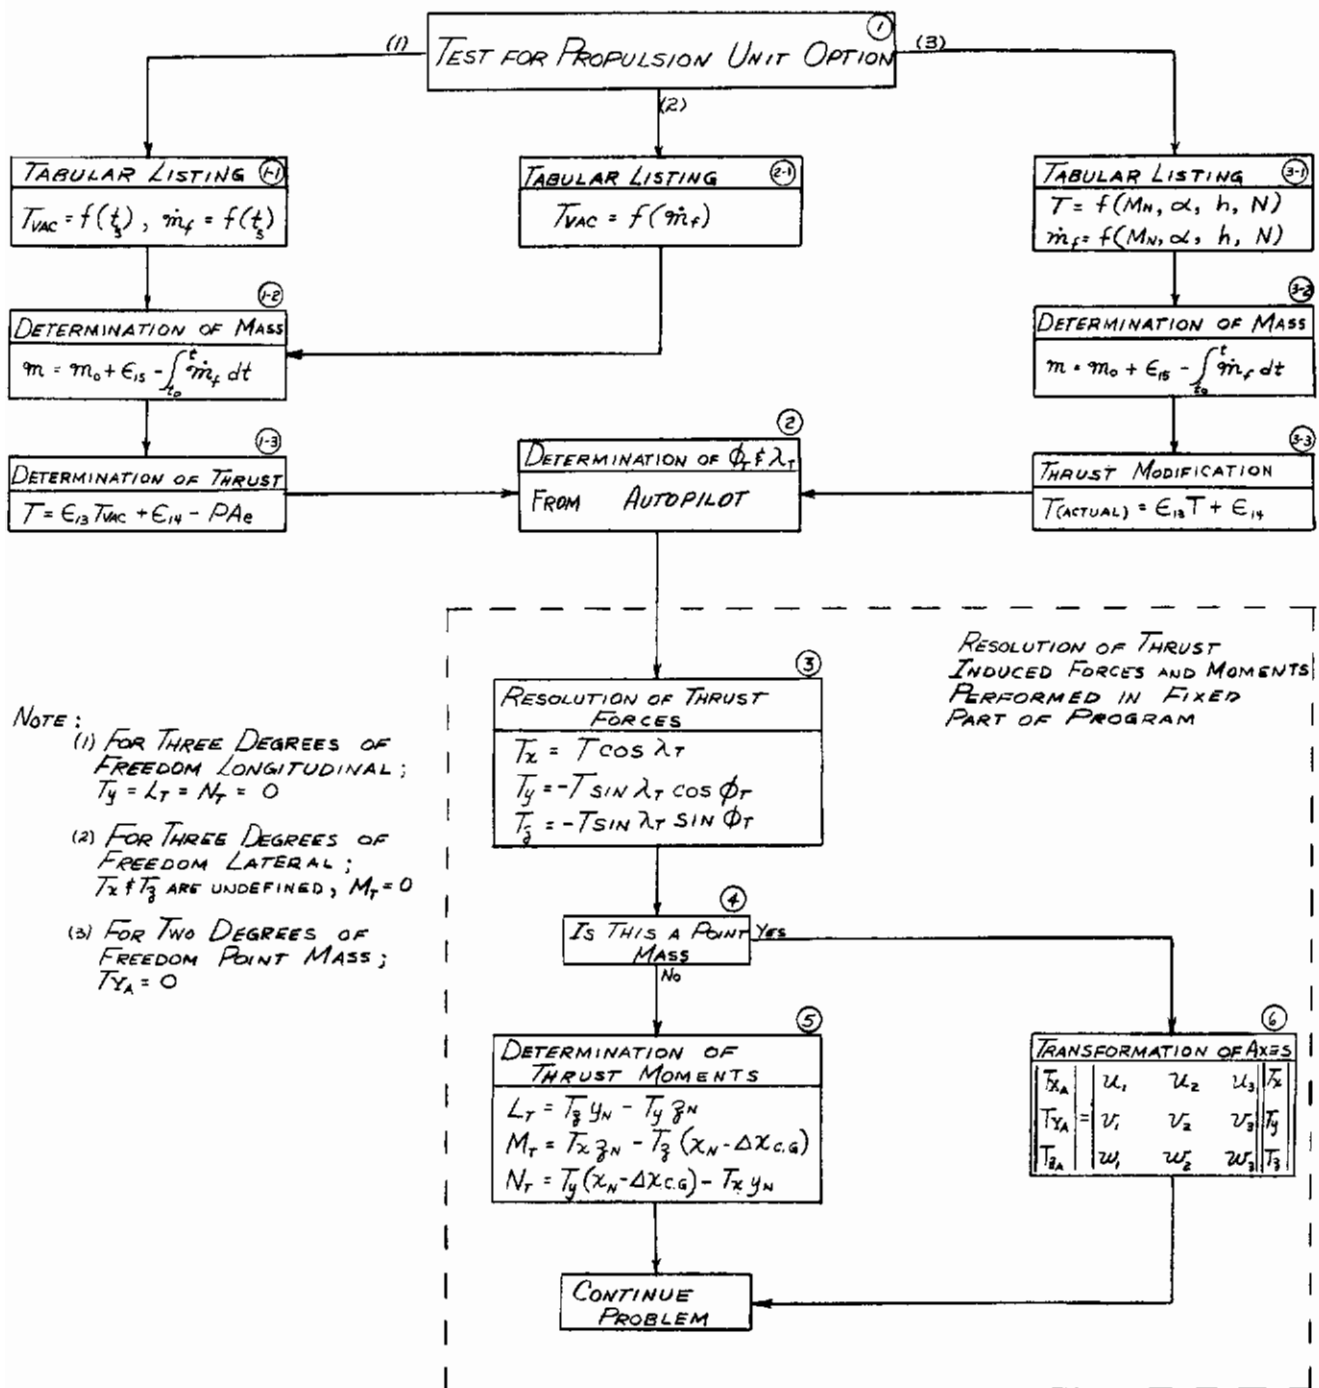 ①
TEST FOR PROPULSION UNIT OPTION
(1)
(2)
(3)
1-1
TABULAR LISTING
T_VAC = f(t_s), ṁ_f = f(t_s)
2-1
TABULAR LISTING
T_VAC = f(ṁ_f)
3-1
TABULAR LISTING
T = f(M_N, α, h, N)
ṁ_f = f(M_N, α, h, N)
1-2
DETERMINATION OF MASS
m = m_0 + ϵ_15 - ∫_{t_0}^{t} ṁ_f dt
3-2
DETERMINATION OF MASS
m = m_0 + ϵ_15 - ∫_{t_0}^{t} ṁ_f dt
1-3
DETERMINATION OF THRUST
T = ϵ_13 T_VAC + ϵ_14 - PAe
②
DETERMINATION OF ϕ_T & λ_T
FROM AUTOPILOT
3-3
THRUST MODIFICATION
T(ACTUAL) = ϵ_13 T + ϵ_14
RESOLUTION OF THRUST
INDUCED FORCES AND MOMENTS
PERFORMED IN FIXED
PART OF PROGRAM
③
RESOLUTION OF THRUST
FORCES
T_x = T COS λ_T
T_y = -T SIN λ_T COS ϕ_T
T_z = -T SIN λ_T SIN ϕ_T
NOTE:
(1) FOR THREE DEGREES OF
FREEDOM LONGITUDINAL;
T_y = L_T = N_T = 0
(2) FOR THREE DEGREES OF
FREEDOM LATERAL;
T_x & T_z ARE UNDEFINED, M_T = 0
(3) FOR TWO DEGREES OF
FREEDOM POINT MASS;
T_Y_A = 0
④
IS THIS A POINT
MASS
YES
NO
⑤
DETERMINATION OF
THRUST MOMENTS
L_T = T_z y_N - T_y z_N
M_T = T_x z_N - T_z (x_N - Δx_C.G)
N_T = T_y (x_N - Δx_C.G) - T_x y_N
⑥
TRANSFORMATION OF AXES
|T_X_A| |u_1 u_2 u_3| |T_x|
|T_Y_A| = |v_1 v_2 v_3| |T_y|
|T_z_A| |w_1 w_2 w_3| |T_z|
CONTINUE
PROBLEM